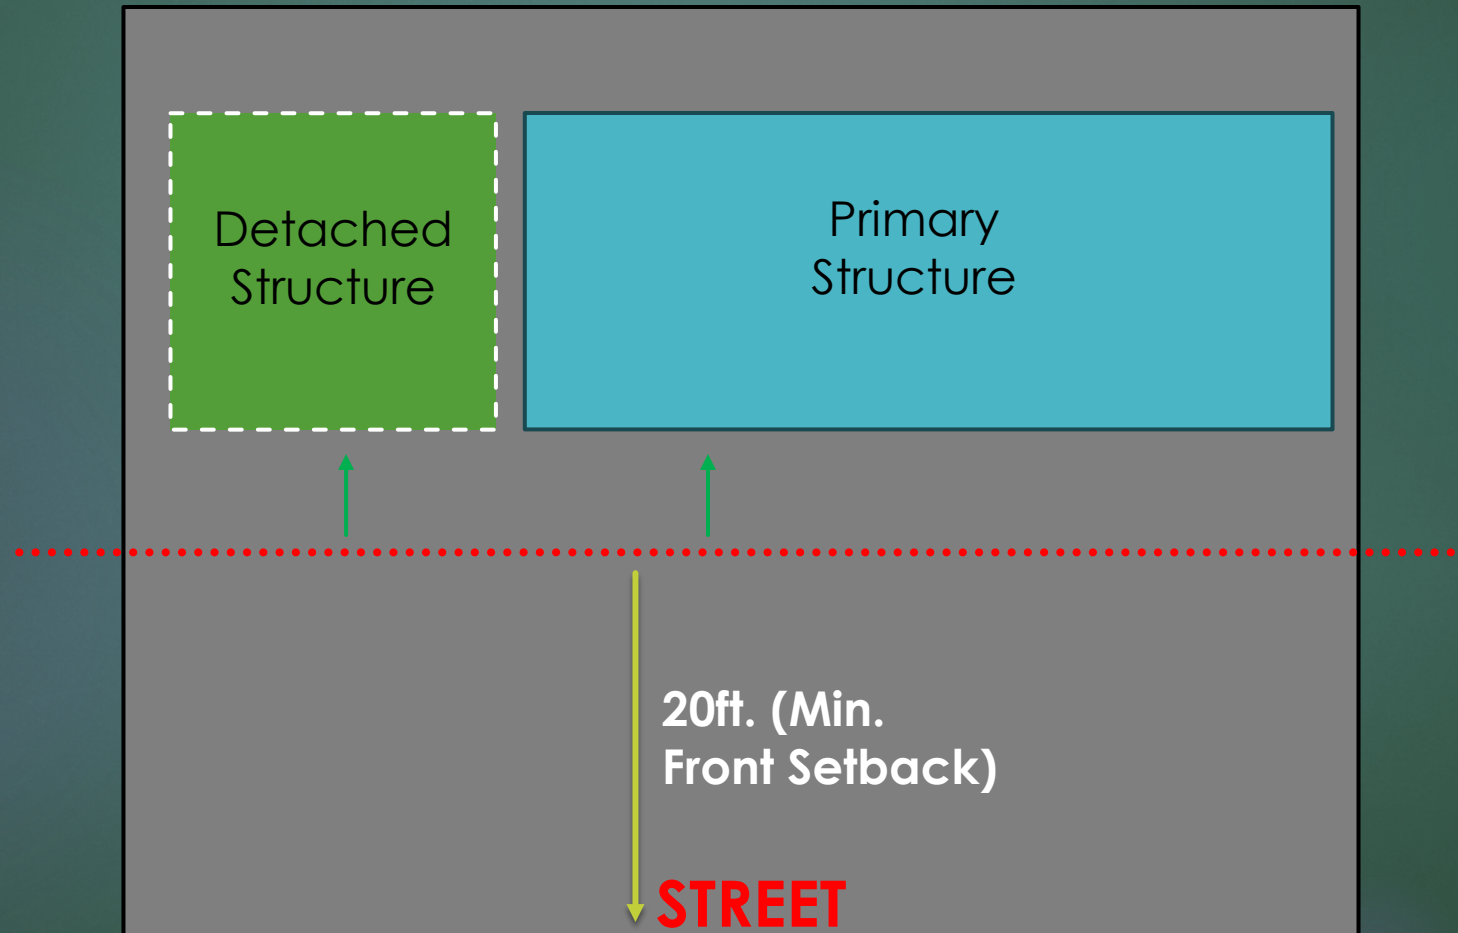 Detached
Structure
Primary
Structure
20ft. (Min.
Front Setback)
STREET